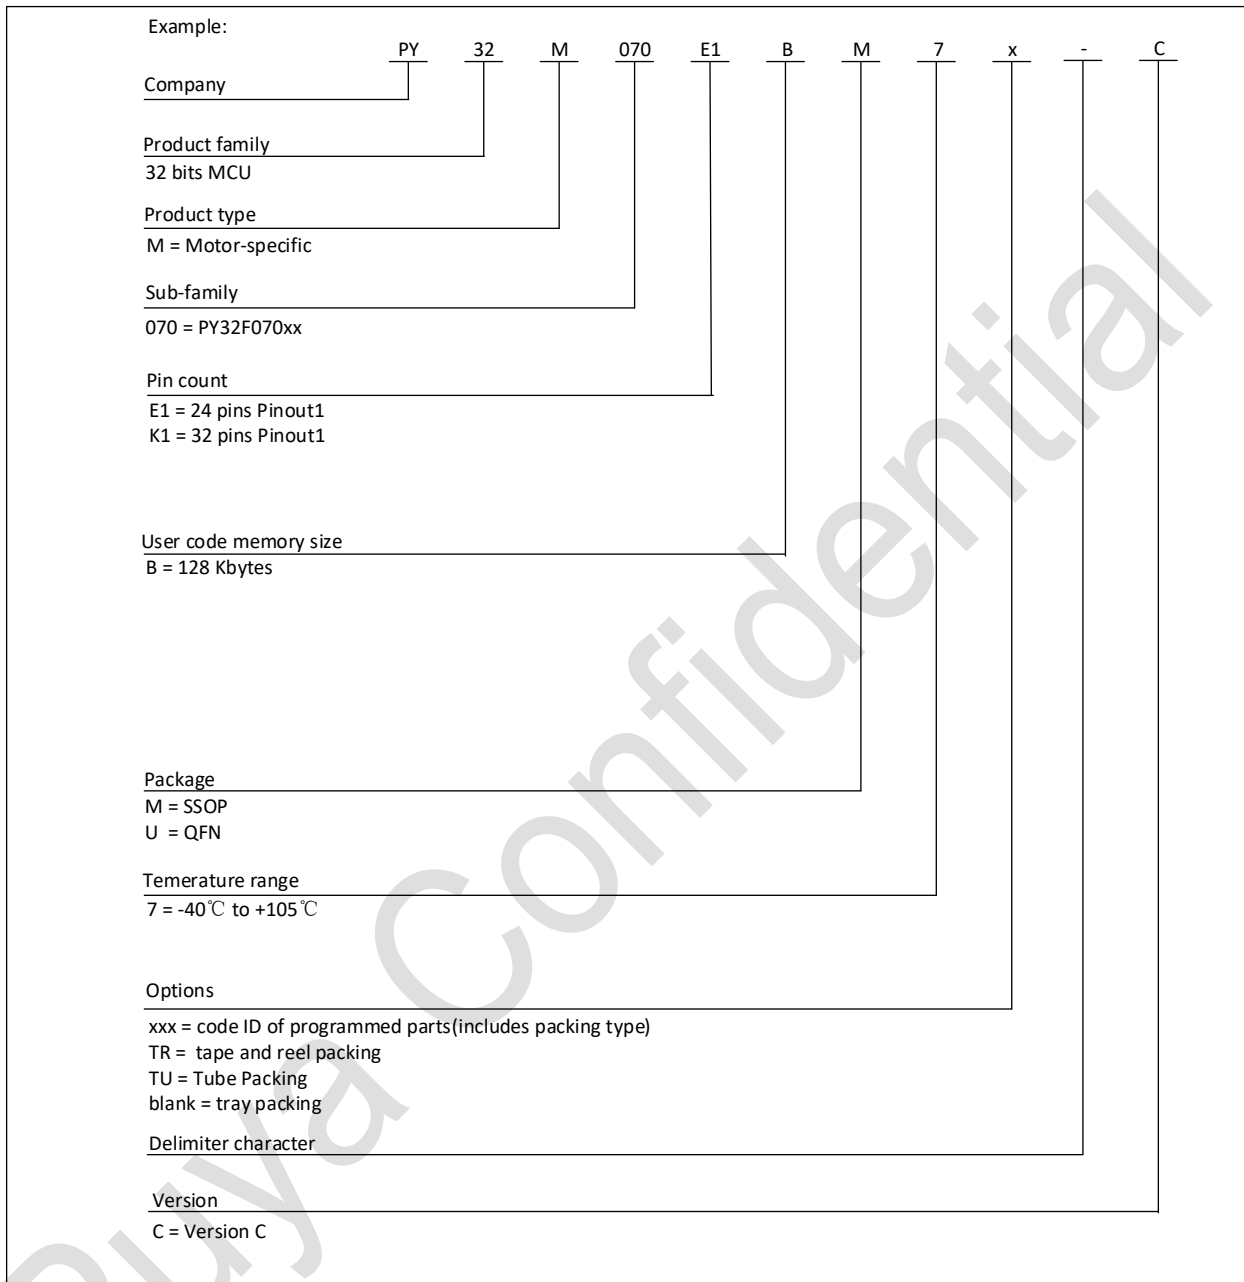 Example:
PY 32 M 070 E1 B M 7 x - C
Company
Product family
32 bits MCU
Product type
M = Motor-specific
Sub-family
070 = PY32F070xx
Pin count
E1 = 24 pins Pinout1
K1 = 32 pins Pinout1
User code memory size
B = 128 Kbytes
Package
M = SSOP
U = QFN
Temerature range
7 = -40℃ to +105℃
Options
xxx = code ID of programmed parts(includes packing type)
TR = tape and reel packing
TU = Tube Packing
blank = tray packing
Delimiter character
Version
C = Version C
Puya Confidential